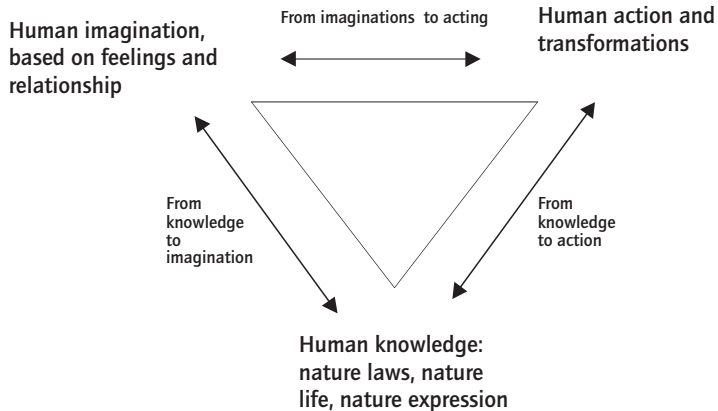 Human imagination,
based on feelings and
relationship
From imaginations to acting
Human action and
transformations
From
knowledge
to
imagination
From
knowledge
to action
Human knowledge:
nature laws, nature
life, nature expression